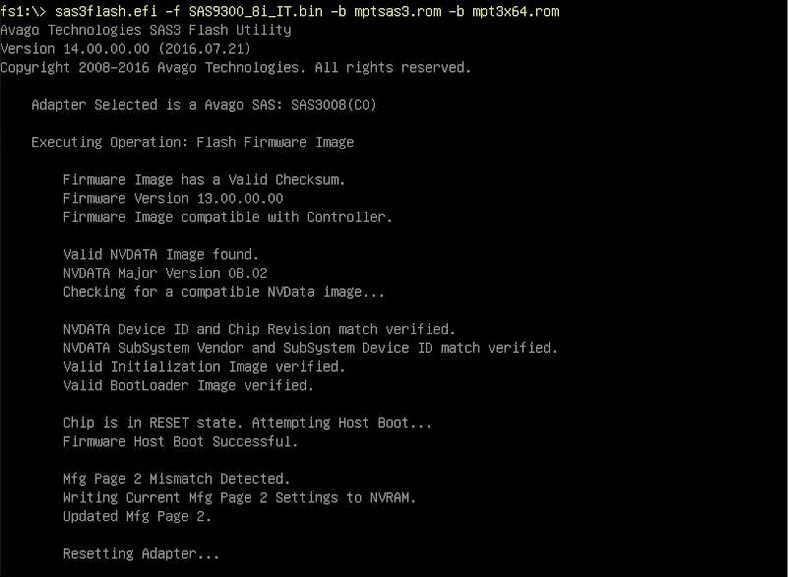 fs1:\> sas3flash.efi -f SAS9300_8i_IT.bin -b mptsas3.rom -b mpt3x64.rom
Avago Technologies SAS3 Flash Utility
Version 14.00.00.00 (2016.07.21)
Copyright 2008-2016 Avago Technologies. All rights reserved.
Adapter Selected is a Avago SAS: SAS3008(C0)
Executing Operation: Flash Firmware Image
Firmware Image has a Valid Checksum.
Firmware Version 13.00.00.00
Firmware Image compatible with Controller.
Valid NVDATA Image found.
NVDATA Major Version 0B.02
Checking for a compatible NVData image...
NVDATA Device ID and Chip Revision match verified.
NVDATA SubSystem Vendor and SubSystem Device ID match verified.
Valid Initialization Image verified.
Valid BootLoader Image verified.
Chip is in RESET state. Attempting Host Boot...
Firmware Host Boot Successful.
Mfg Page 2 Mismatch Detected.
Writing Current Mfg Page 2 Settings to NVRAM.
Updated Mfg Page 2.
Resetting Adapter...